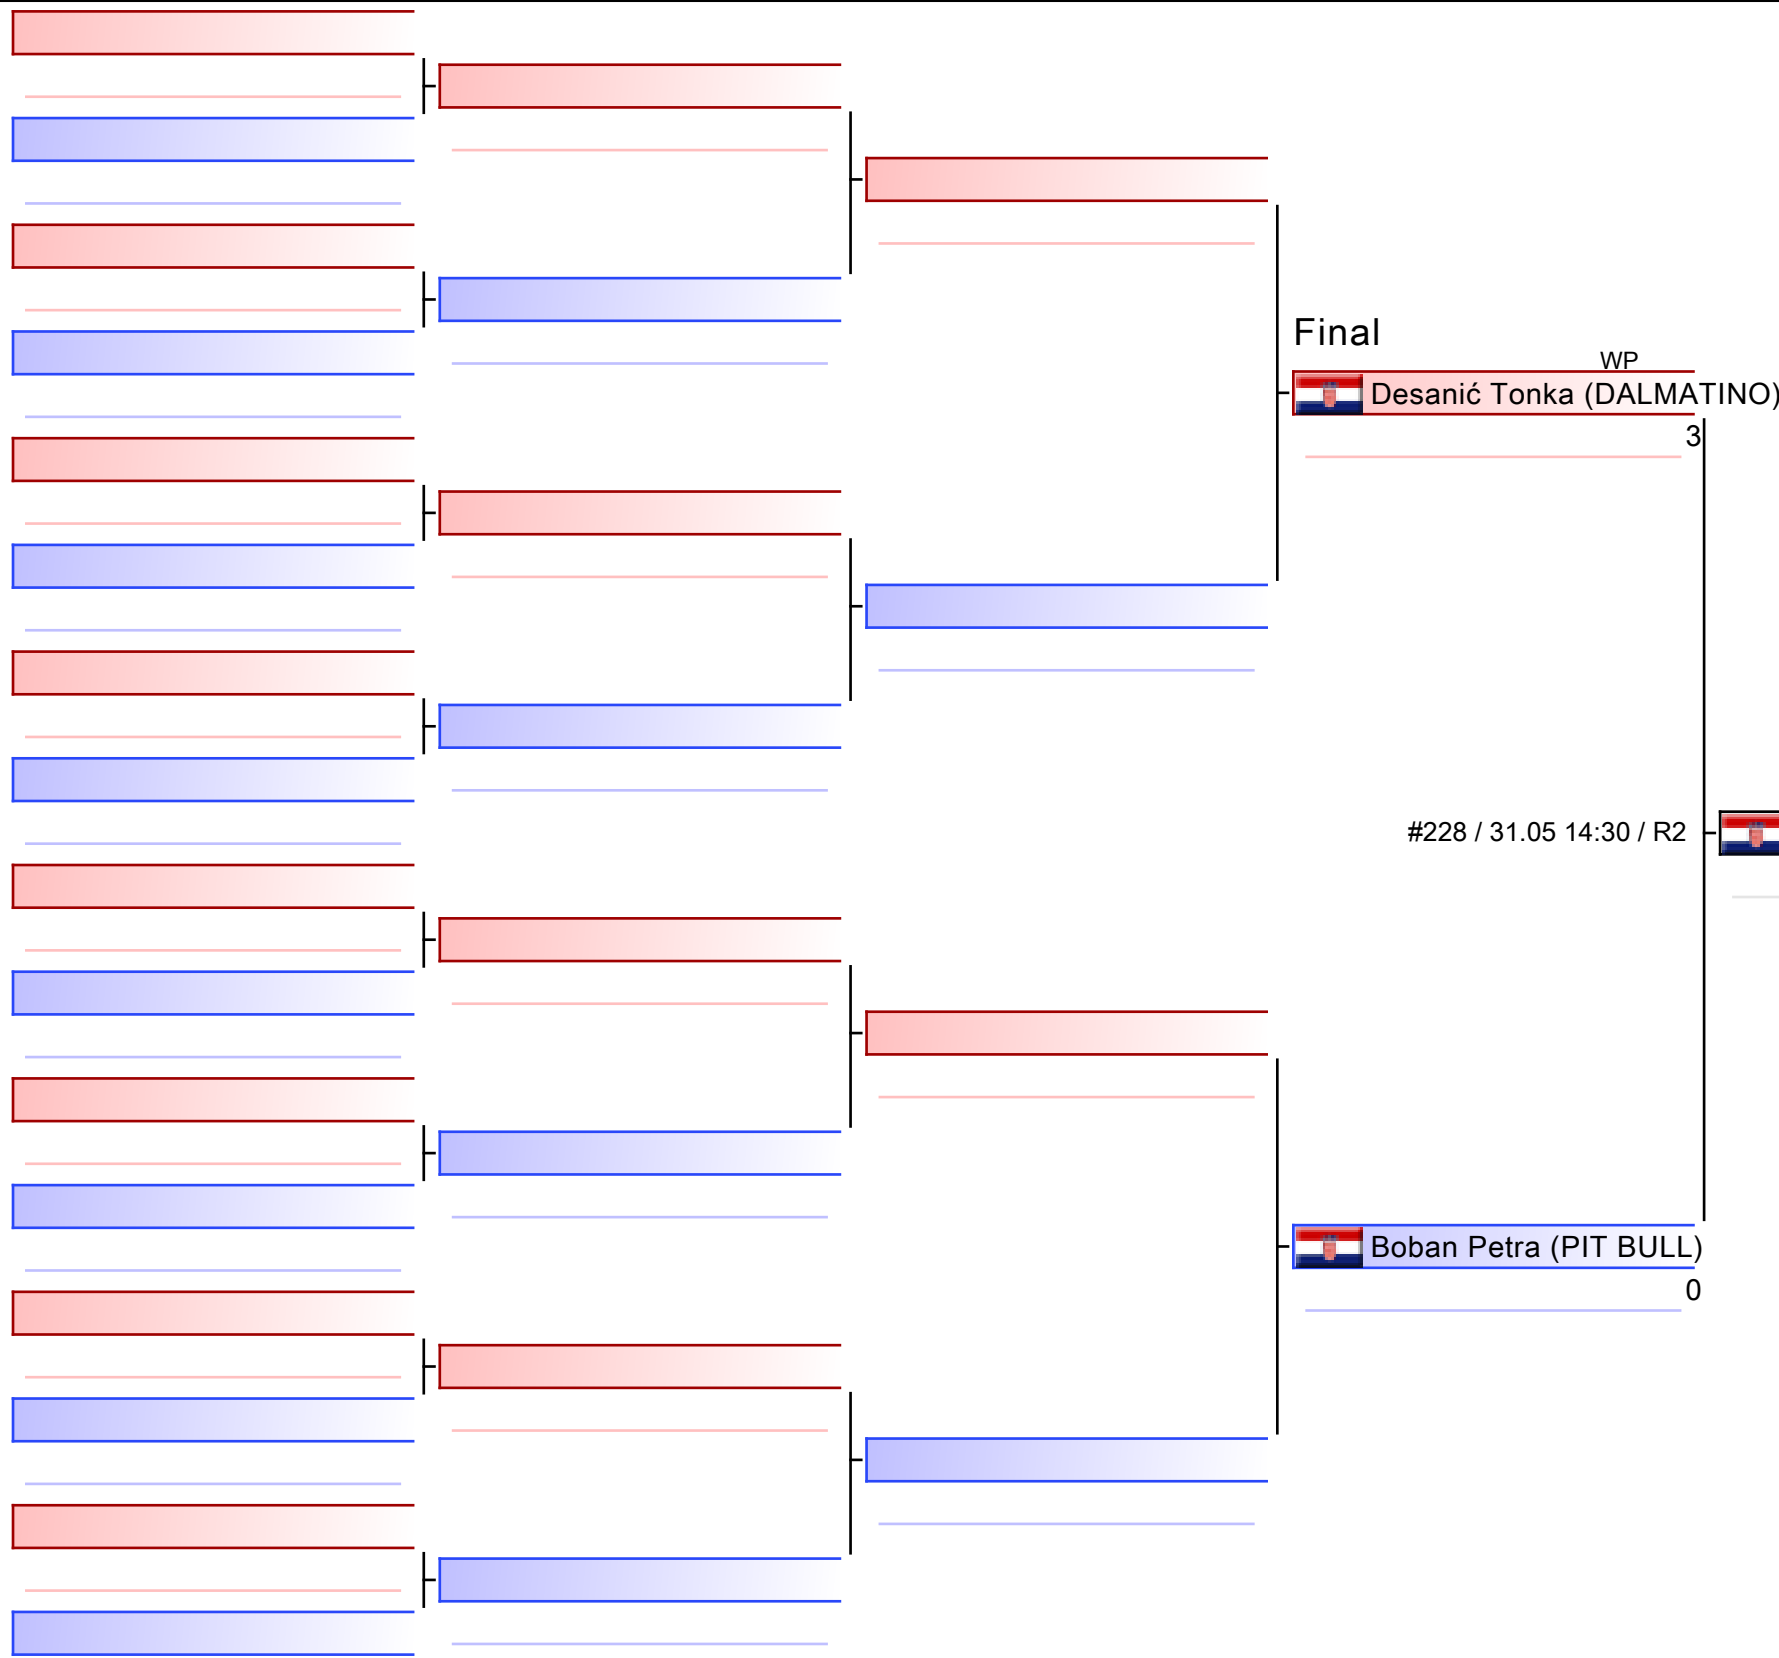 Final
WP
Desanić Tonka (DALMATINO)
3
#228 / 31.05 14:30 / R2
Boban Petra (PIT BULL)
0